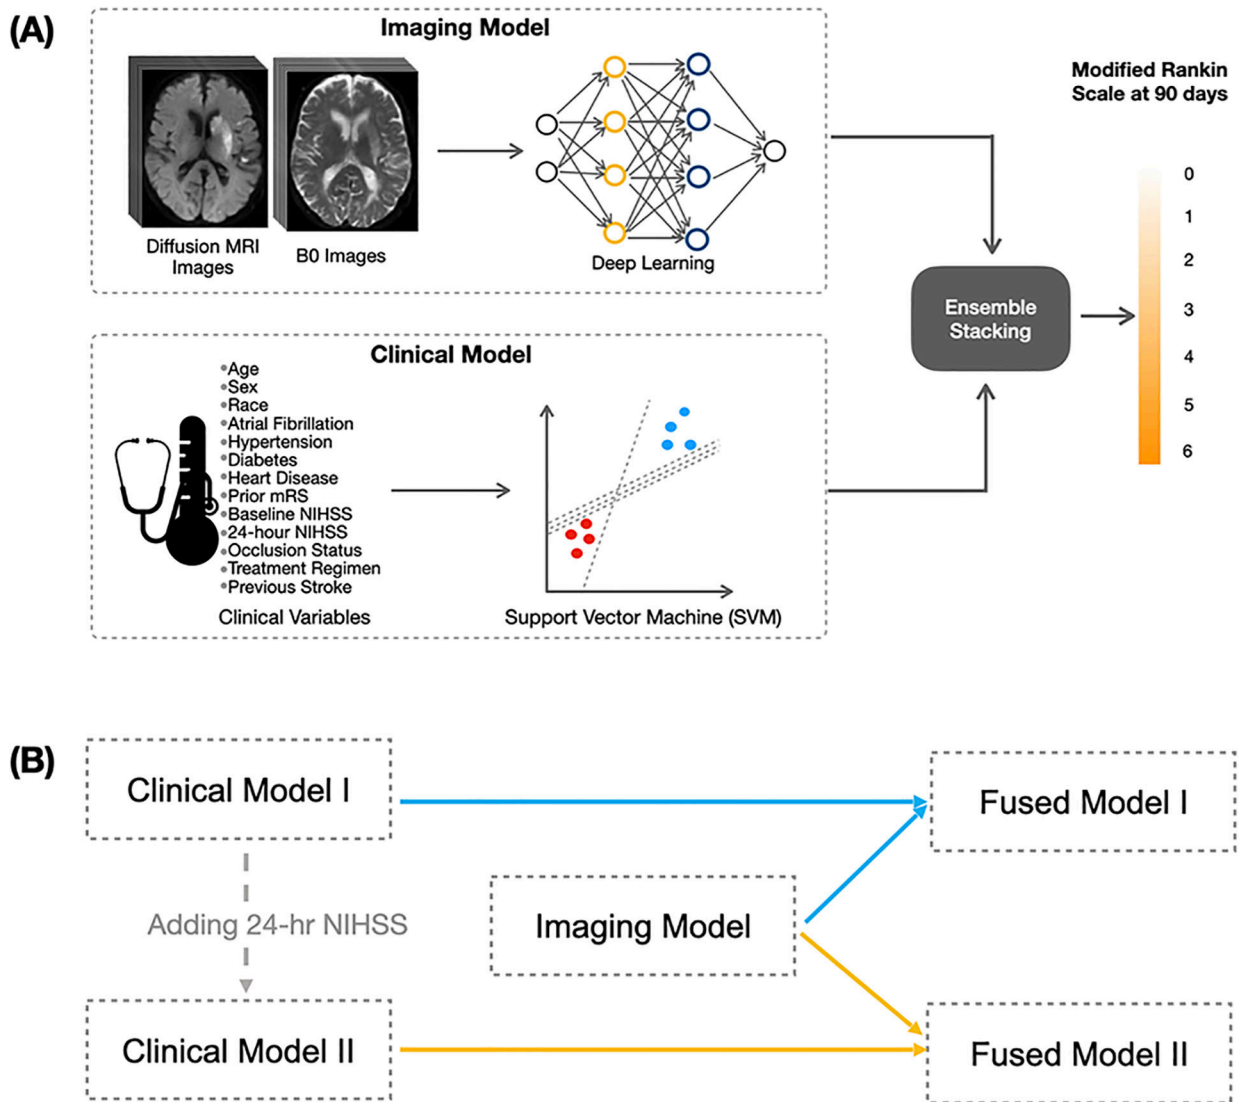 (A)
Imaging Model
Diffusion MRI
Images
B0 Images
Deep Learning
Modified Rankin
Scale at 90 days
0
1
2
3
4
5
6
Ensemble
Stacking
Clinical Model
•Age
•Sex
•Race
•Atrial Fibrillation
•Hypertension
•Diabetes
•Heart Disease
•Prior mRS
•Baseline NIHSS
•24-hour NIHSS
•Occlusion Status
•Treatment Regimen
•Previous Stroke
Clinical Variables
Support Vector Machine (SVM)
(B)
Clinical Model I
Fused Model I
Adding 24-hr NIHSS
Imaging Model
Clinical Model II
Fused Model II